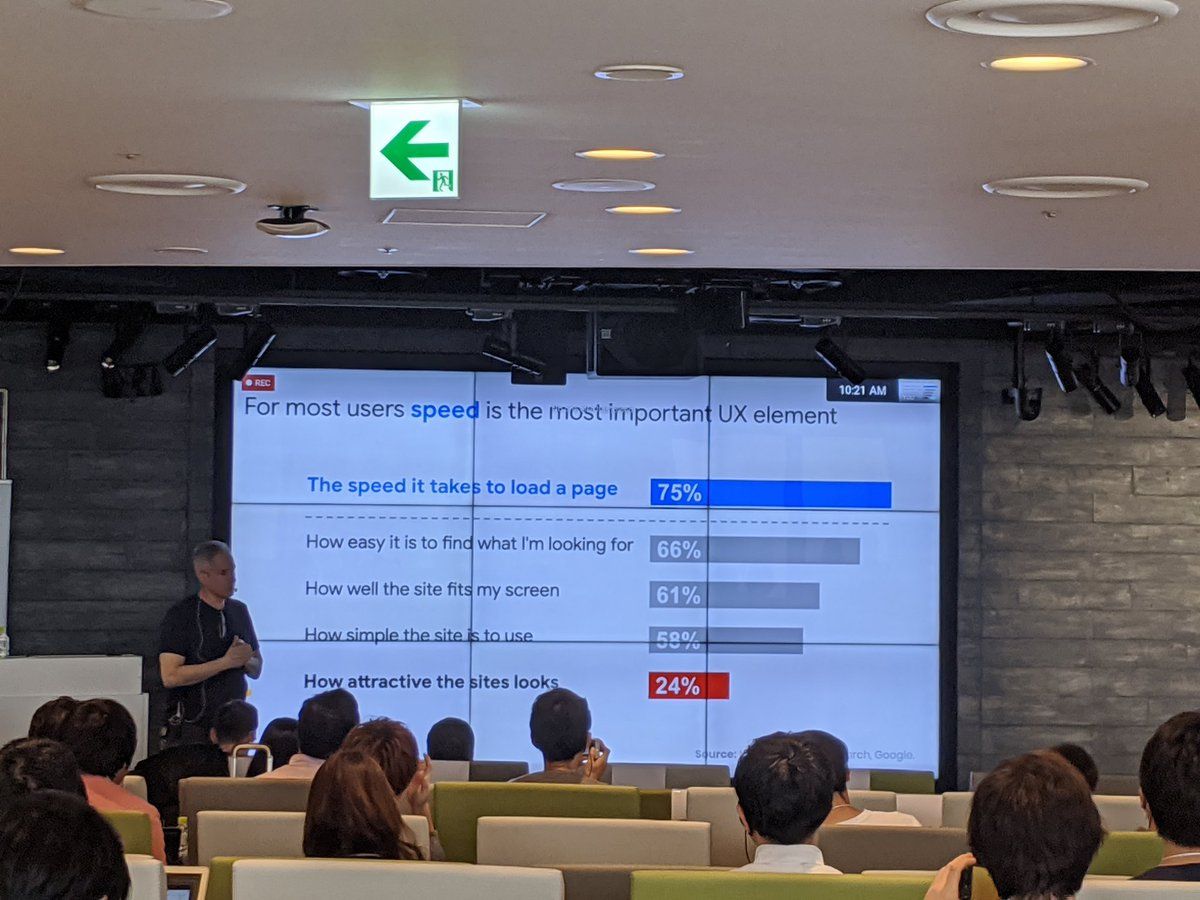 REC
10:21 AM
For most users speed is the most important UX element
The speed it takes to load a page 75%
How easy it is to find what I'm looking for 66%
How well the site fits my screen 61%
How simple the site is to use 58%
How attractive the sites looks 24%
Source: Google.